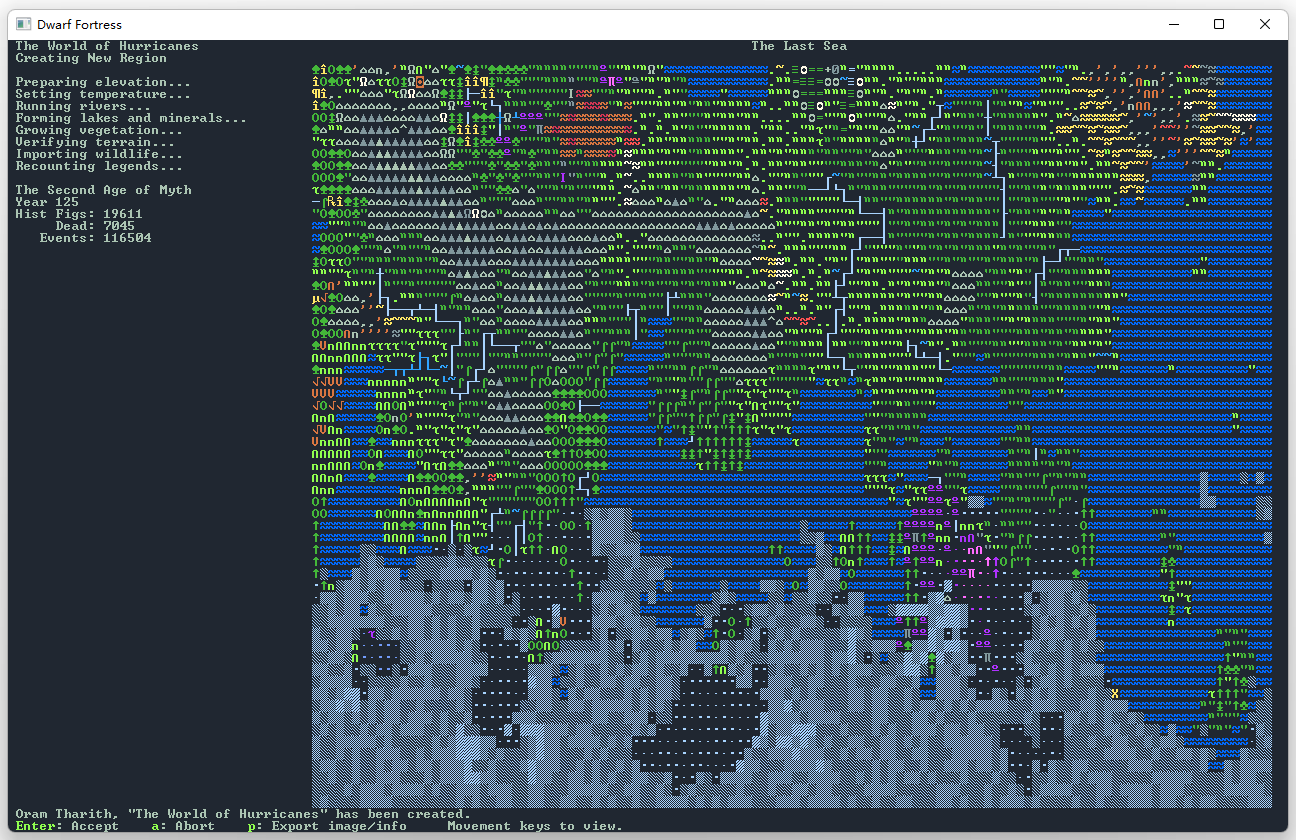 Dwarf Fortress
The World of Hurricanes
The Last Sea
Creating New Region
Preparing elevation...
Setting temperature...
Running rivers...
Forming lakes and minerals...
Growing vegetation...
Verifying terrain...
Importing wildlife...
Recounting legends...
The Second Age of Myth
Year 125
Hist Figs: 19611
Dead: 7045
Events: 116504
Oram Tharith, "The World of Hurricanes" has been created.
Enter: Accept a: Abort p: Export image/info Movement keys to view.